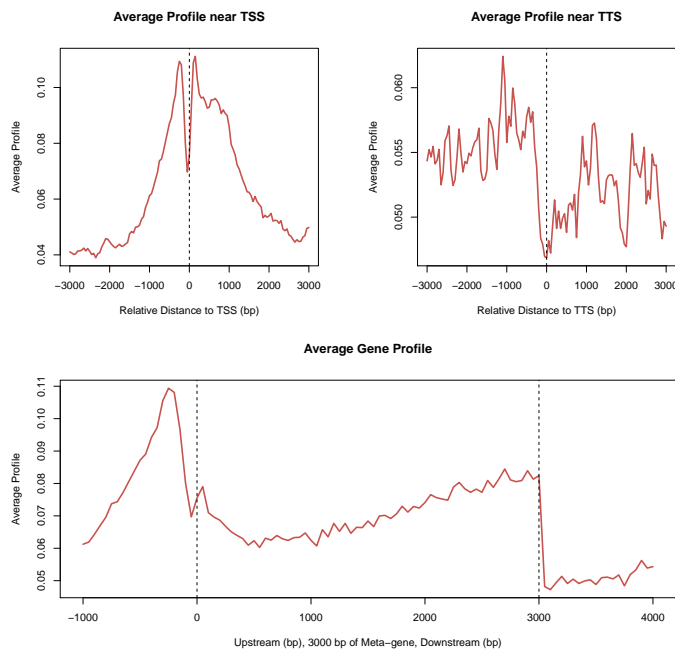 Average Profile near TSS
Average Profile
0.04 0.06 0.08 0.10
−3000 −1000 0 1000 2000 3000
Relative Distance to TSS (bp)
Average Profile near TTS
Average Profile
0.050 0.055 0.060
−3000 −1000 0 1000 2000 3000
Relative Distance to TTS (bp)
Average Gene Profile
Average Profile
0.05 0.06 0.07 0.08 0.09 0.10 0.11
−1000 0 1000 2000 3000 4000
Upstream (bp), 3000 bp of Meta−gene, Downstream (bp)